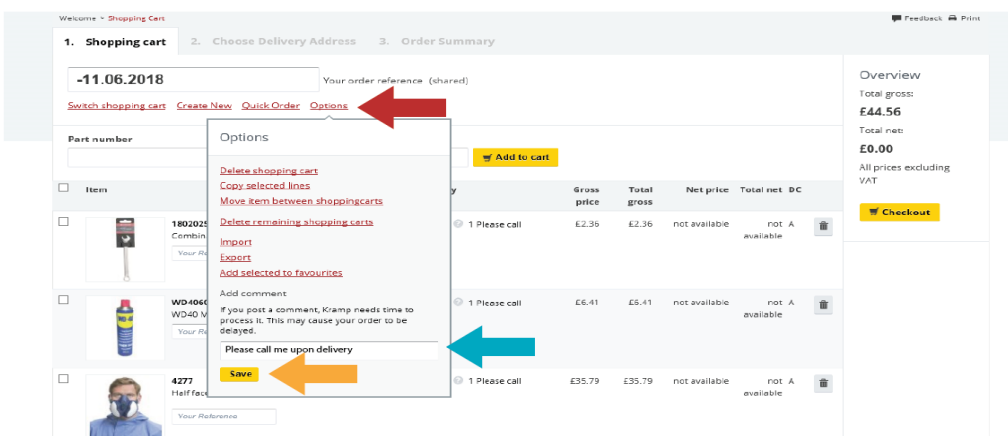 Welcome ~ Shopping Cart
Feedback Print
1. Shopping cart 2. Choose Delivery Address 3. Order Summary
-11.06.2018 Your order reference (shared)
Switch shopping cart Create New Quick Order Options
Part number
Add to cart
Options
Delete shopping cart
Copy selected lines
Move item between shoppingcarts
Delete remaining shopping carts
Import
Export
Add selected to favourites
Add comment
If you post a comment, Kramp needs time to
process it. This may cause your order to be
delayed.
Please call me upon delivery
Save
Item Gross price Total gross Net price Total net DC
1802025
Combin
Your Re
1 Please call £2.36 £2.36 not available not available A
WD4060
WD40 M
Your Re
1 Please call £6.41 £6.41 not available not available A
4277
Half face
Your Reference
1 Please call £35.79 £35.79 not available not available A
Overview
Total gross:
£44.56
Total net:
£0.00
All prices excluding
VAT
Checkout